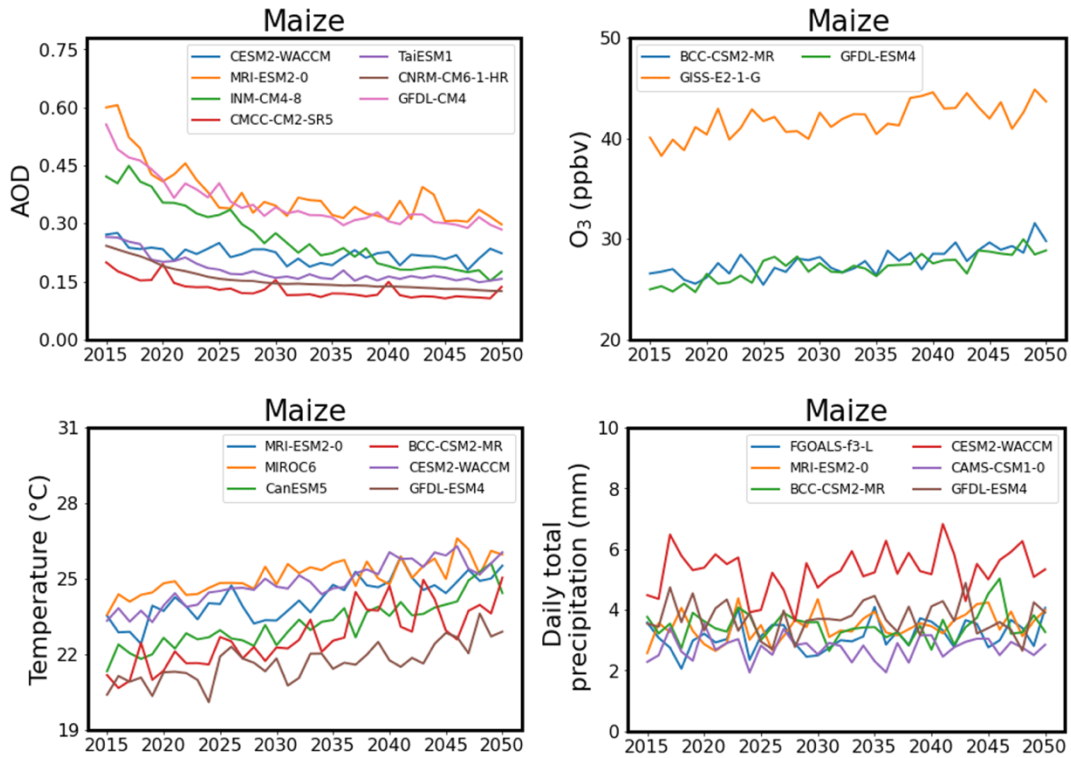 Maize
AOD
0.75
0.60
0.45
0.30
0.15
0.00
CESM2-WACCM
MRI-ESM2-0
INM-CM4-8
CMCC-CM2-SR5
TaiESM1
CNRM-CM6-1-HR
GFDL-CM4
2015 2020 2025 2030 2035 2040 2045 2050
Maize
O₃ (ppbv)
50
40
30
20
BCC-CSM2-MR
GISS-E2-1-G
GFDL-ESM4
2015 2020 2025 2030 2035 2040 2045 2050
Maize
Temperature (°C)
31
28
25
22
19
MRI-ESM2-0
MIROC6
CanESM5
BCC-CSM2-MR
CESM2-WACCM
GFDL-ESM4
2015 2020 2025 2030 2035 2040 2045 2050
Maize
Daily total
precipitation (mm)
10
8
6
4
2
0
FGOALS-f3-L
MRI-ESM2-0
BCC-CSM2-MR
CESM2-WACCM
CAMS-CSM1-0
GFDL-ESM4
2015 2020 2025 2030 2035 2040 2045 2050